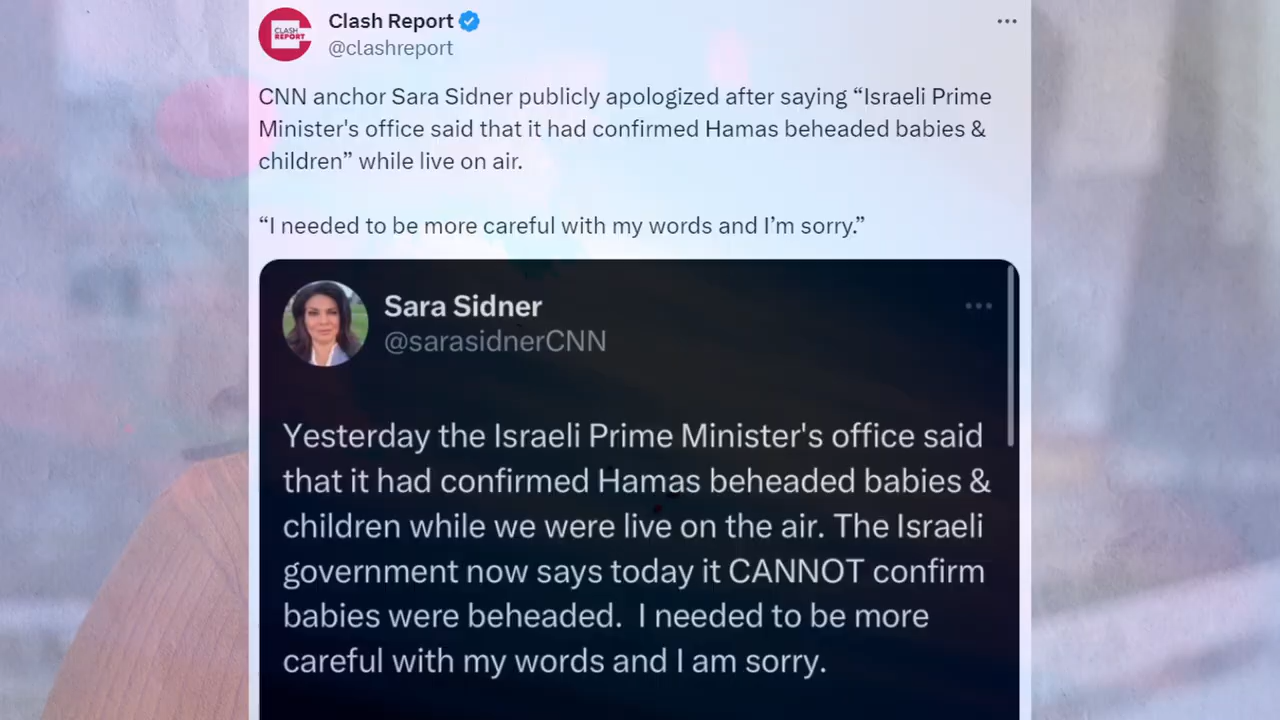 Clash Report
@clashreport
CLASH
REPORT
CNN anchor Sara Sidner publicly apologized after saying “Israeli Prime
Minister's office said that it had confirmed Hamas beheaded babies &
children” while live on air.
“I needed to be more careful with my words and I’m sorry.”
Sara Sidner
@sarasidnerCNN
Yesterday the Israeli Prime Minister's office said
that it had confirmed Hamas beheaded babies &
children while we were live on the air. The Israeli
government now says today it CANNOT confirm
babies were beheaded.  I needed to be more
careful with my words and I am sorry.